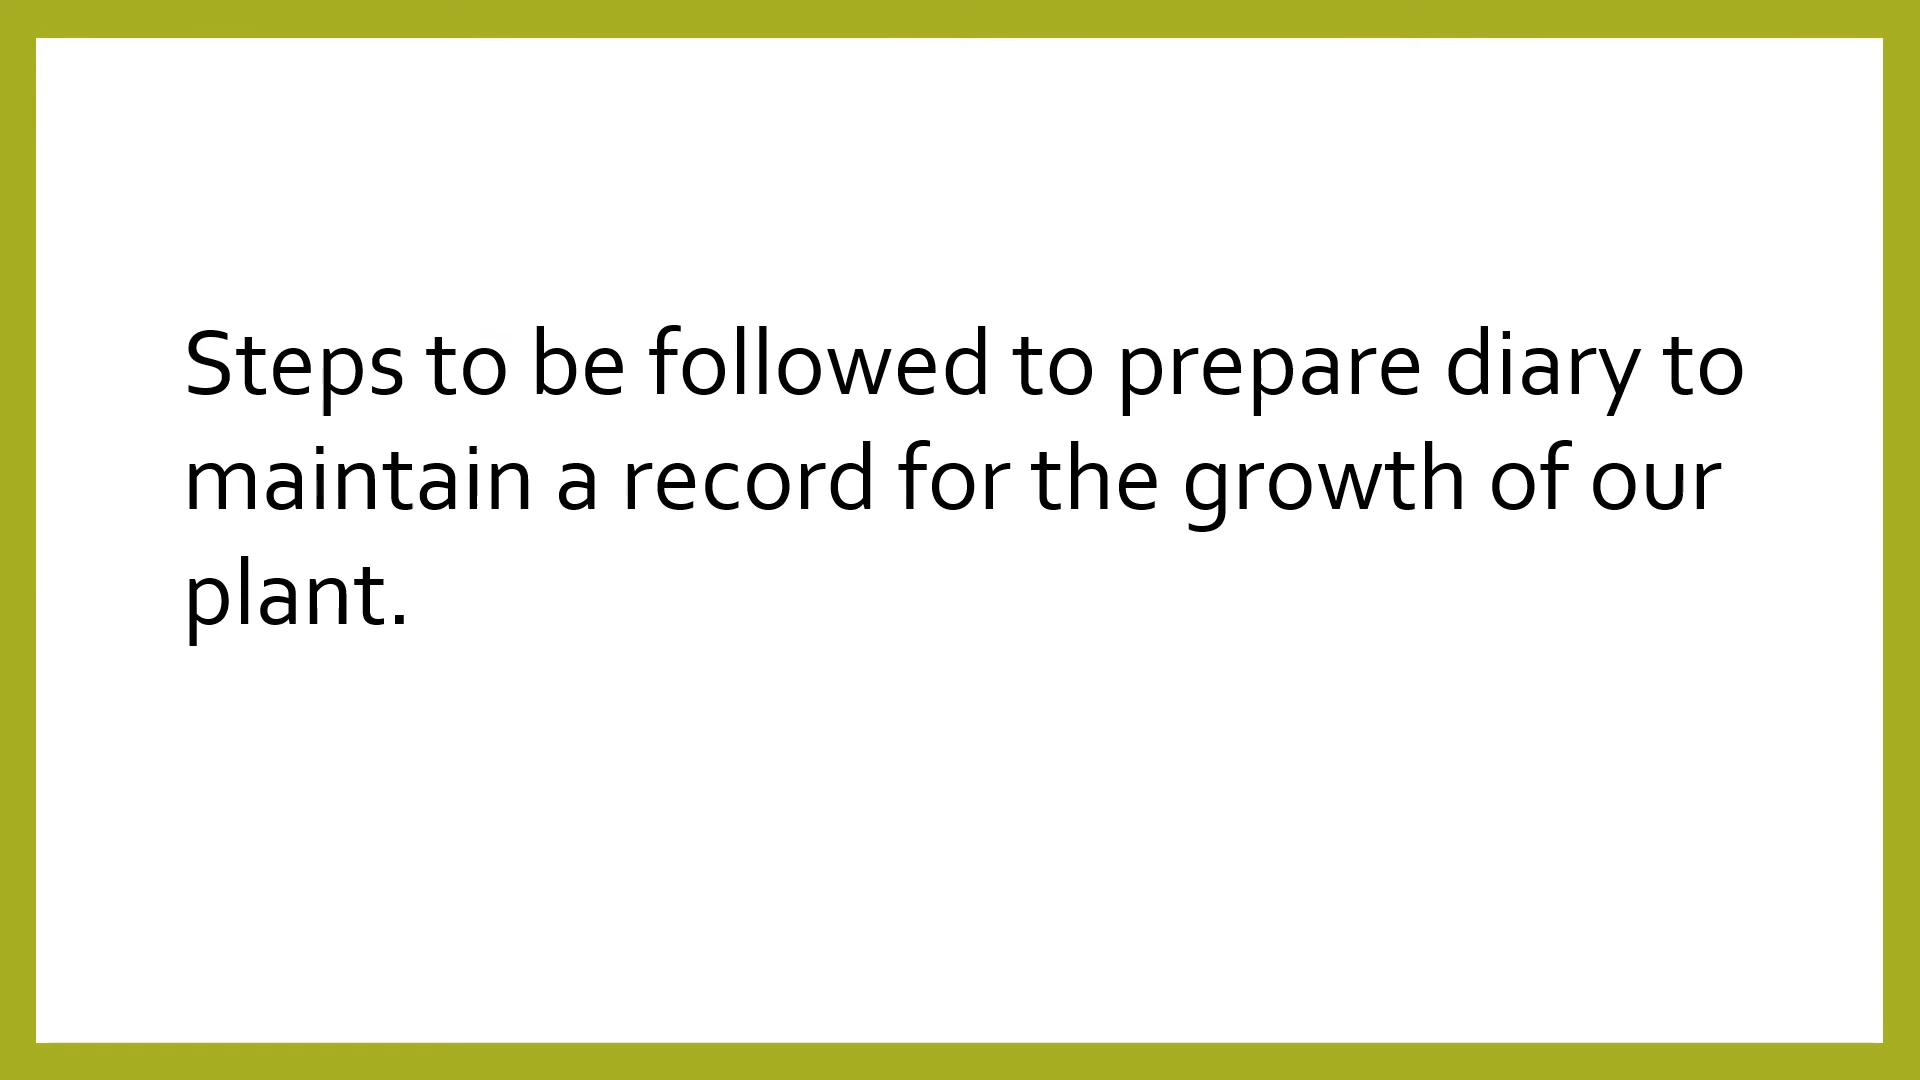 Steps to be followed to prepare diary to
maintain a record for the growth of our
plant.